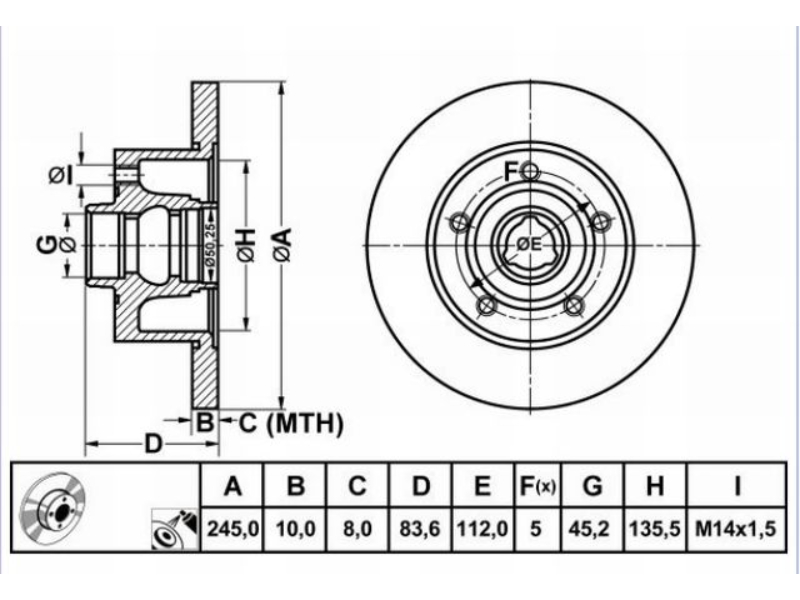 ØI
G
Ø
Ø50,25
ØH
ØA
F
ØE
B
C (MTH)
D
A B C D E F(x) G H I
245,0 10,0 8,0 83,6 112,0 5 45,2 135,5 M14x1,5